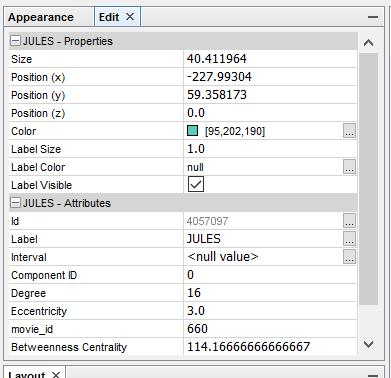 Appearance Edit ×
JULES - Properties
Size 40.411964
Position (x) -227.99304
Position (y) 59.358173
Position (z) 0.0
Color [95,202,190] ...
Label Size 1.0
Label Color null ...
Label Visible
JULES - Attributes
Id 4057097 ...
Label JULES ...
Interval <null value> ...
Component ID 0
Degree 16
Eccentricity 3.0
movie_id 660
Betweenness Centrality 114.16666666666667
Layout ×